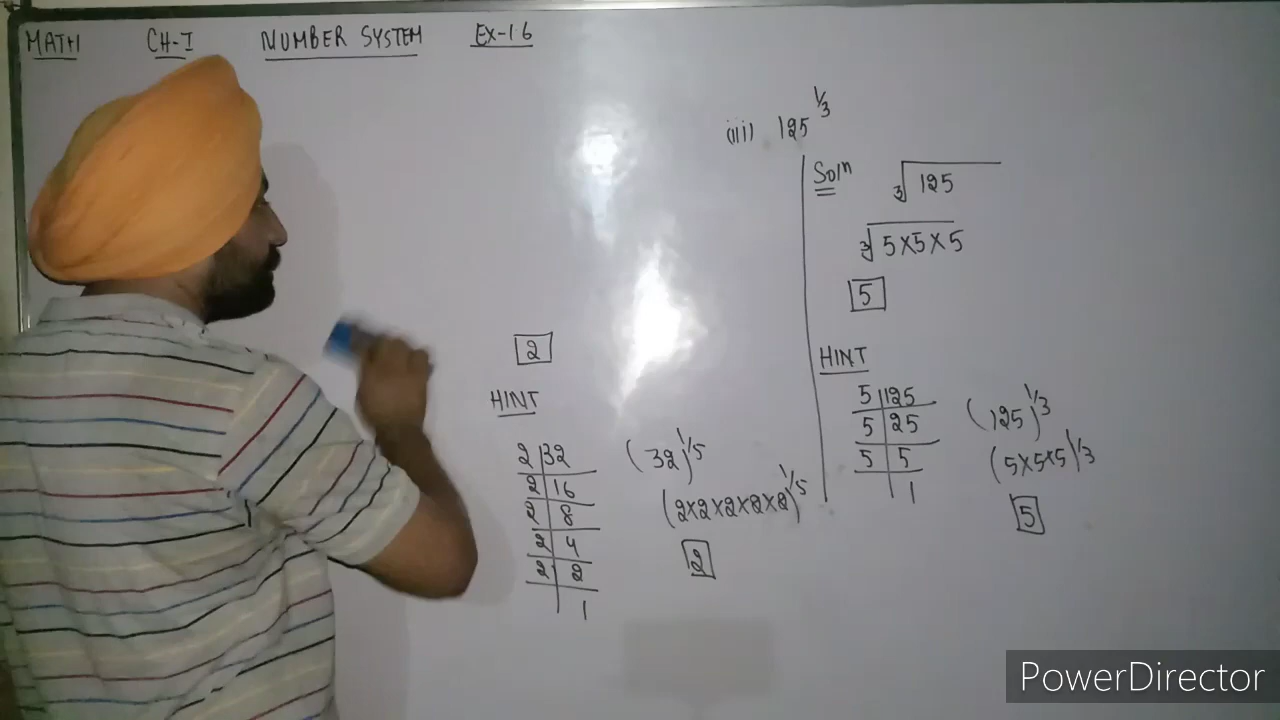 MATH CH-I NUMBER SYSTEM EX-16
(iii) 125^1/3
Solⁿ ∛125
∛5×5×5
5
HINT
5 | 125
5 | 25
5 | 5
1
(125)^1/3
(5×5×5)^1/3
5
2
HINT
2 | 32
2 | 16
2 | 8
2 | 4
2 | 2
1
(32)^1/5
(2×2×2×2×2)^1/5
2
PowerDirector